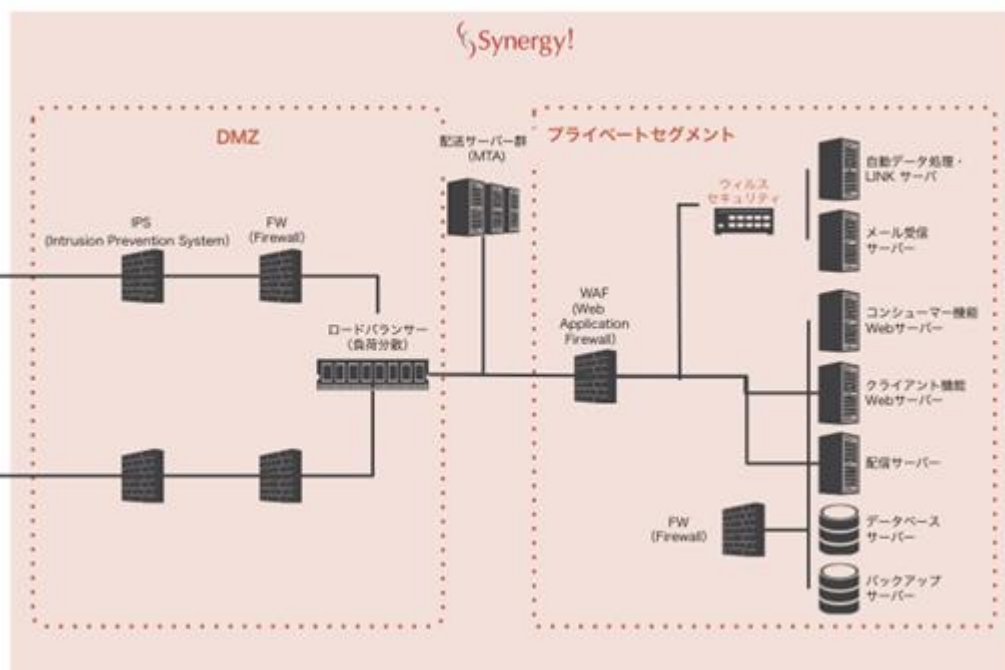 Synergy!
DMZ
IPS
(Intrusion Prevention System)
FW
(Firewall)
ロードバランサー
(負荷分散)
配送サーバー群
(MTA)
プライベートセグメント
WAF
(Web
Application
Firewall)
ウィルス
セキュリティ
自動データ処理・
LINK サーバ
メール受信
サーバー
コンシューマー機能
Webサーバー
クライアント機能
Webサーバー
配信サーバー
FW
(Firewall)
データベース
サーバー
バックアップ
サーバー